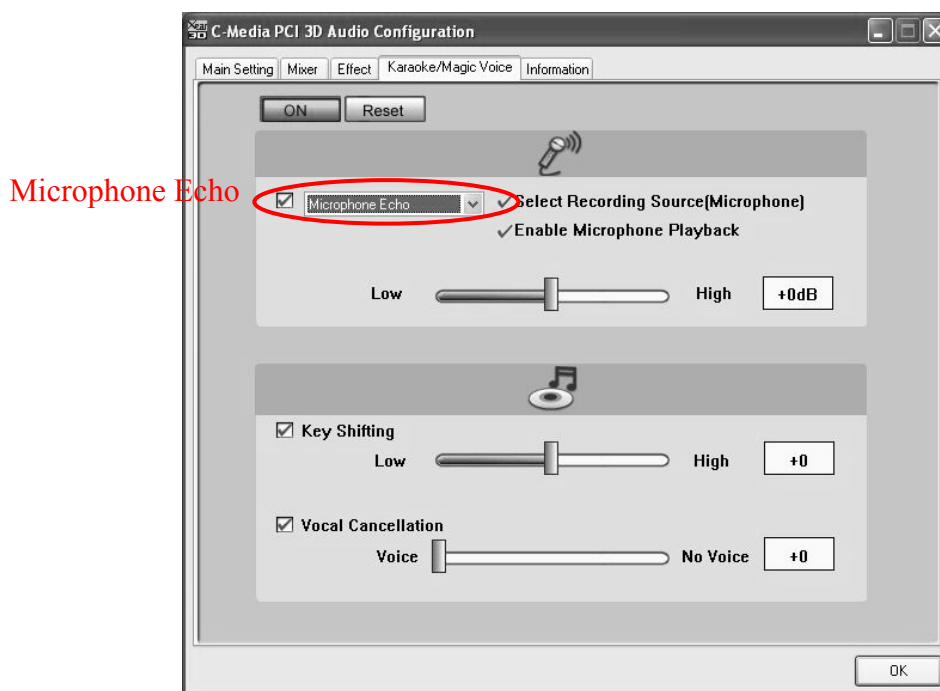 C-Media PCI 3D Audio Configuration
Main Setting Mixer Effect Karaoke/Magic Voice Information
ON Reset
Microphone Echo
Microphone Echo Select Recording Source(Microphone)
Enable Microphone Playback
Low High +0dB
Key Shifting
Low High +0
Vocal Cancellation
Voice No Voice +0
OK